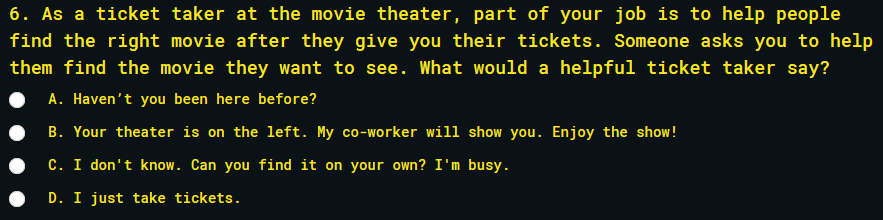 6. As a ticket taker at the movie theater, part of your job is to help people
find the right movie after they give you their tickets. Someone asks you to help
them find the movie they want to see. What would a helpful ticket taker say?
A. Haven’t you been here before?
B. Your theater is on the left. My co-worker will show you. Enjoy the show!
C. I don't know. Can you find it on your own? I'm busy.
D. I just take tickets.